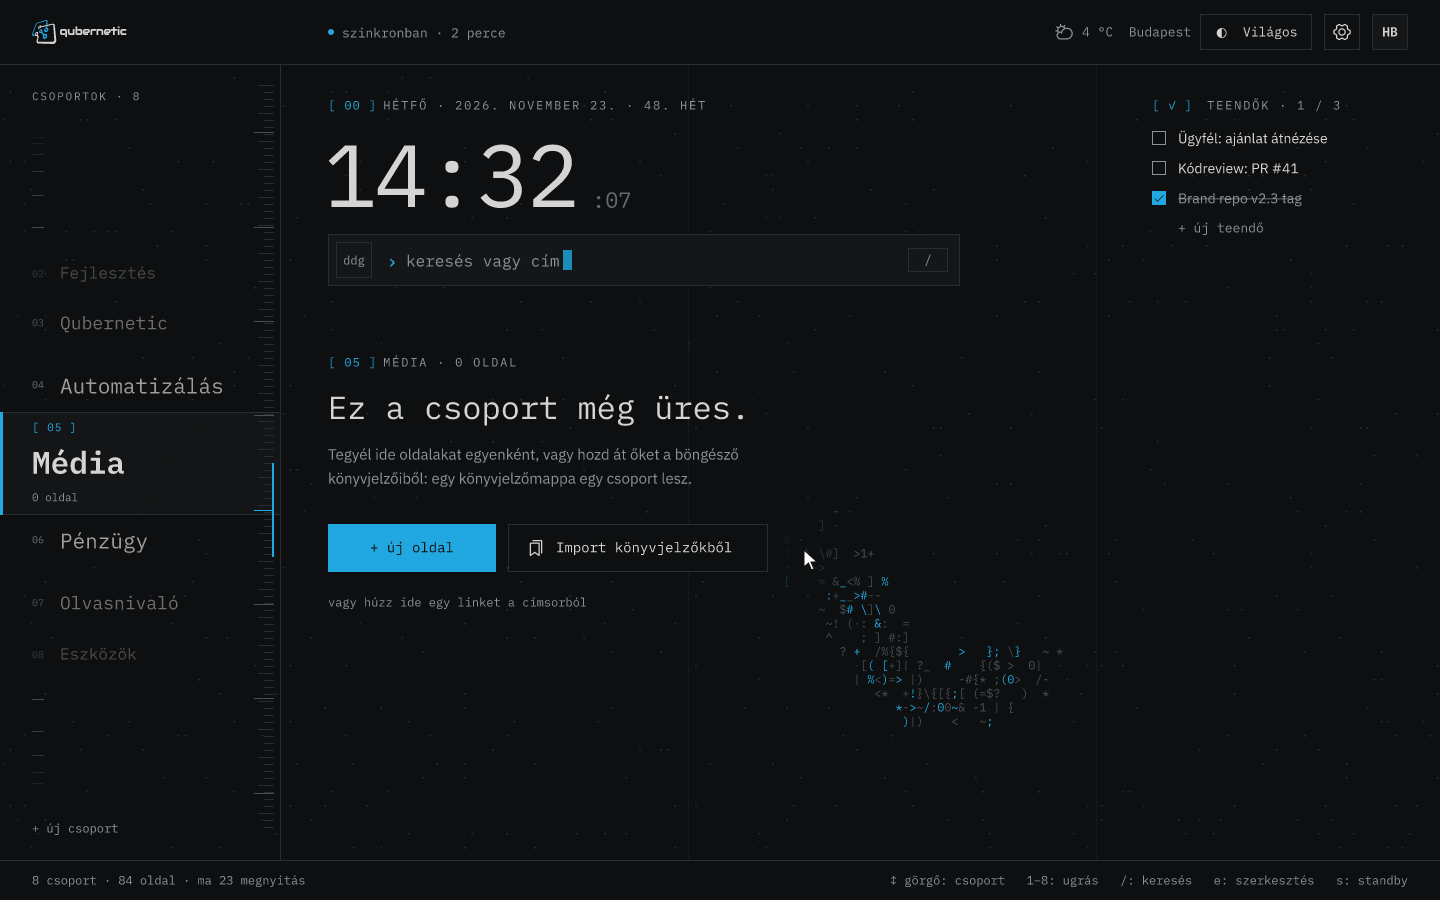 qubernetic
szinkronban · 2 perce
4 °C Budapest
Világos
HB
CSOPORTOK · 8
02 Fejlesztés
03 Qubernetic
04 Automatizálás
[ 05 ]
Média
0 oldal
06 Pénzügy
07 Olvasnivaló
08 Eszközök
+ új csoport
[ 00 ] HÉTFŐ · 2026. NOVEMBER 23. · 48. HÉT
14:32 :07
ddg › keresés vagy cím /
[ 05 ] MÉDIA · 0 OLDAL
Ez a csoport még üres.
Tegyél ide oldalakat egyenként, vagy hozd át őket a böngésző
könyvjelzőiből: egy könyvjelzőmappa egy csoport lesz.
+ új oldal
Import könyvjelzőkből
vagy húzz ide egy linket a címsorból
[ √ ] TEENDŐK · 1 / 3
Ügyfél: ajánlat átnézése
Kódreview: PR #41
Brand repo v2.3 tag
+ új teendő
8 csoport · 84 oldal · ma 23 megnyitás
↕ görgő: csoport 1–8: ugrás /: keresés e: szerkesztés s: standby